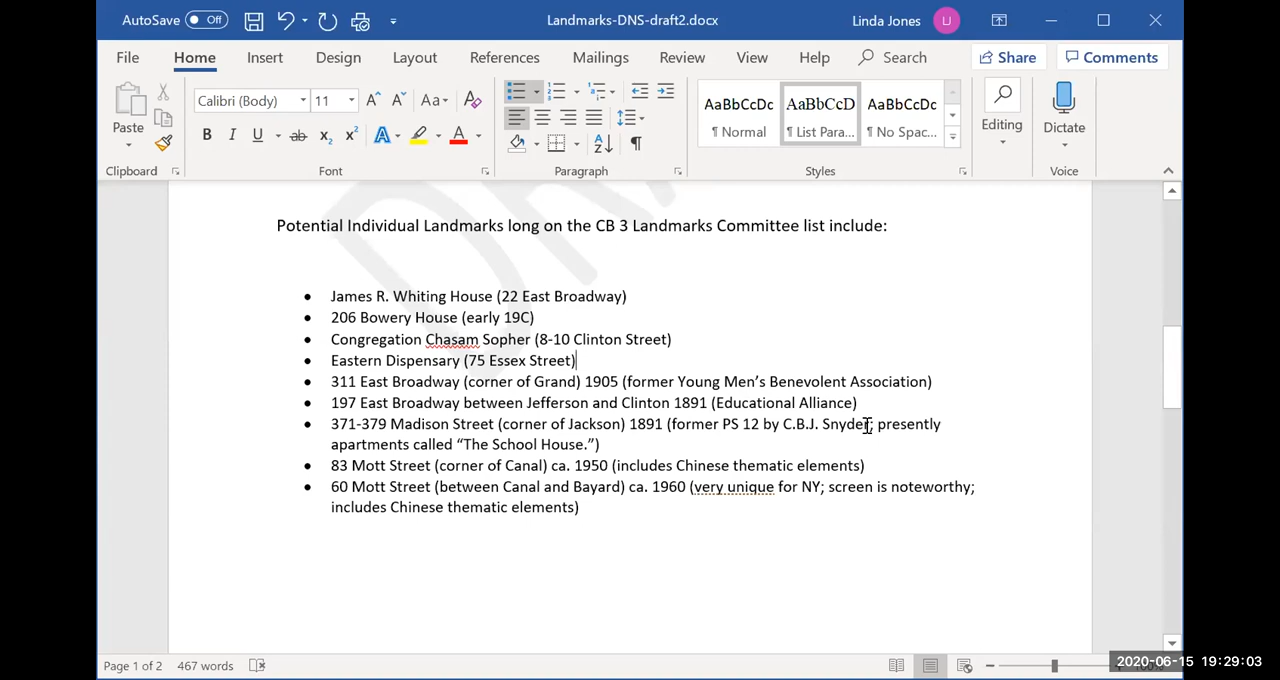 AutoSave Off Landmarks-DNS-draft2.docx Linda Jones LJ
File Home Insert Design Layout References Mailings Review View Help Search Share Comments
Paste Calibri (Body) 11 Aa AaBbCcDc AaBbCcD AaBbCcDc Editing Dictate
¶ Normal ¶ List Para... ¶ No Spac...
Clipboard Font Paragraph Styles Voice
Potential Individual Landmarks long on the CB 3 Landmarks Committee list include:
• James R. Whiting House (22 East Broadway)
• 206 Bowery House (early 19C)
• Congregation Chasam Sopher (8-10 Clinton Street)
• Eastern Dispensary (75 Essex Street)
• 311 East Broadway (corner of Grand) 1905 (former Young Men’s Benevolent Association)
• 197 East Broadway between Jefferson and Clinton 1891 (Educational Alliance)
• 371-379 Madison Street (corner of Jackson) 1891 (former PS 12 by C.B.J. Snyder; presently
apartments called “The School House.”)
• 83 Mott Street (corner of Canal) ca. 1950 (includes Chinese thematic elements)
• 60 Mott Street (between Canal and Bayard) ca. 1960 (very unique for NY; screen is noteworthy;
includes Chinese thematic elements)
Page 1 of 2 467 words
2020-06-15 19:29:03